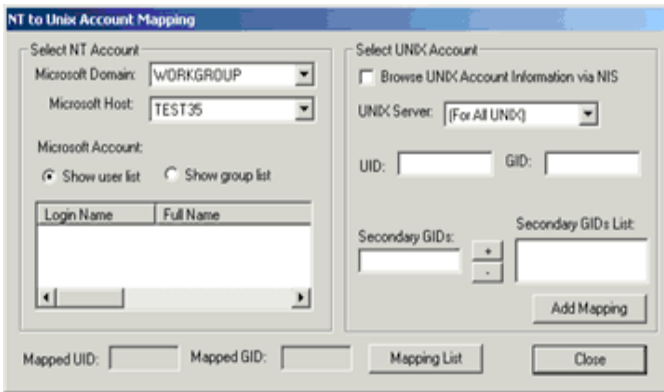 NT to Unix Account Mapping
Select NT Account
Microsoft Domain: WORKGROUP
Microsoft Host: TEST35
Microsoft Account:
Show user list Show group list
Login Name Full Name
Select UNIX Account
Browse UNIX Account Information via NIS
UNIX Server: (For All UNIX)
UID: GID:
Secondary GIDs: + - Secondary GIDs List:
Add Mapping
Mapped UID: Mapped GID: Mapping List Close